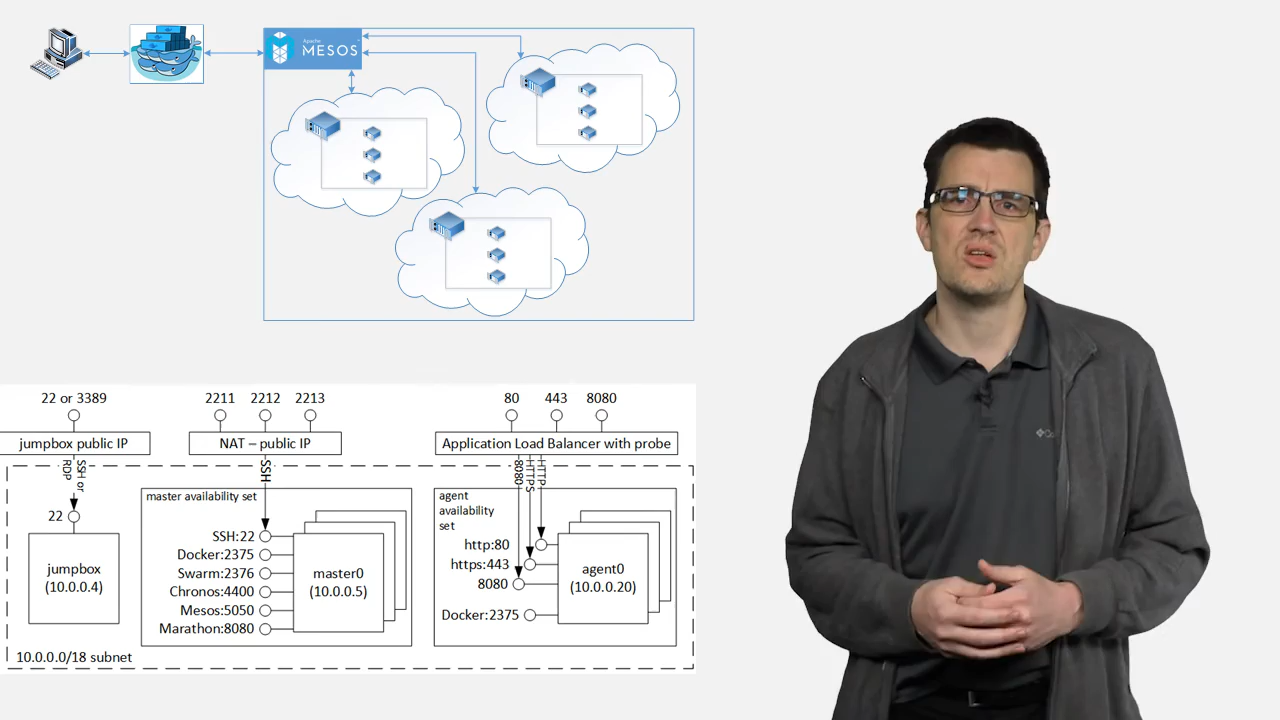 Apache
MESOS
22 or 3389
2211
2212
2213
80
443
8080
jumpbox public IP
NAT – public IP
Application Load Balancer with probe
SSH or
RDP
SSH
8080
HTTPS
HTTP
master availability set
agent
availability
set
22
SSH:22
Docker:2375
Swarm:2376
Chronos:4400
Mesos:5050
Marathon:8080
http:80
https:443
8080
Docker:2375
jumpbox
(10.0.0.4)
master0
(10.0.0.5)
agent0
(10.0.0.20)
10.0.0.0/18 subnet